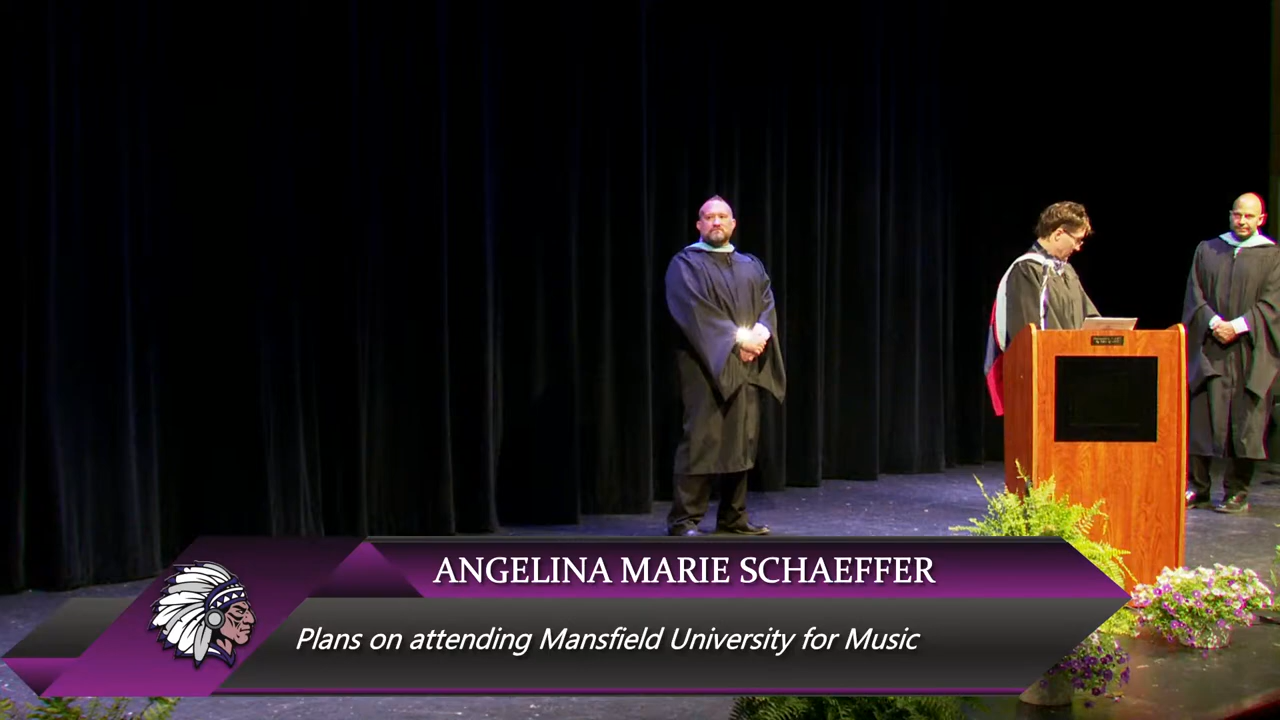 ANGELINA MARIE SCHAEFFER
Plans on attending Mansfield University for Music